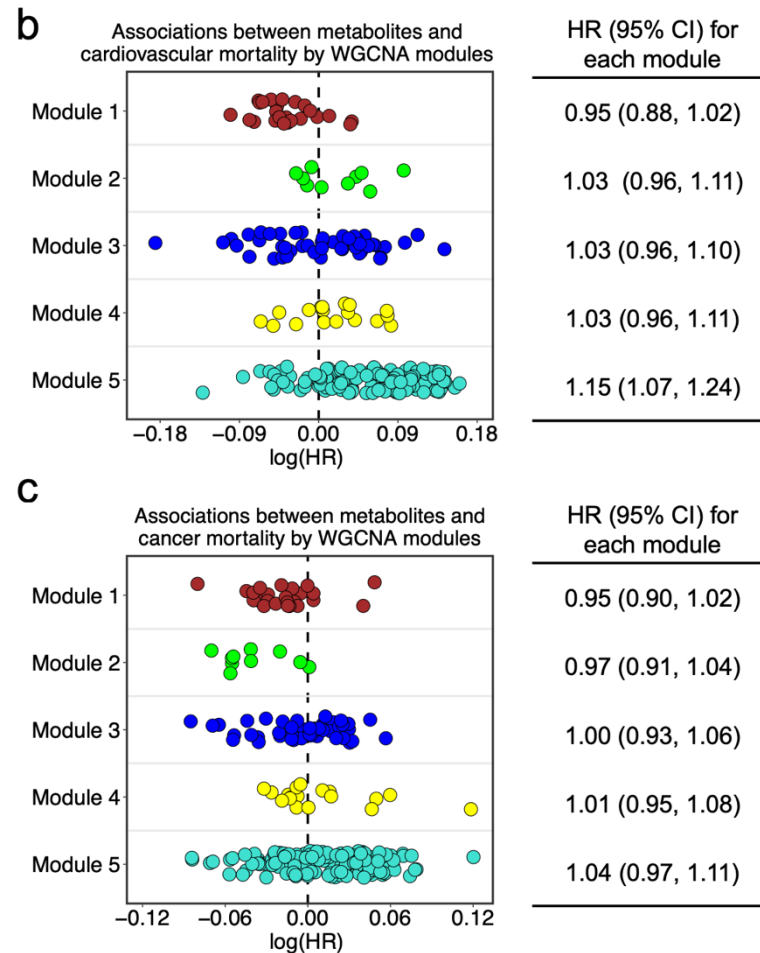 b
Associations between metabolites and
cardiovascular mortality by WGCNA modules
HR (95% CI) for
each module
Module 1
0.95 (0.88, 1.02)
Module 2
1.03 (0.96, 1.11)
Module 3
1.03 (0.96, 1.10)
Module 4
1.03 (0.96, 1.11)
Module 5
1.15 (1.07, 1.24)
−0.18 −0.09 0.00 0.09 0.18
log(HR)
c
Associations between metabolites and
cancer mortality by WGCNA modules
HR (95% CI) for
each module
Module 1
0.95 (0.90, 1.02)
Module 2
0.97 (0.91, 1.04)
Module 3
1.00 (0.93, 1.06)
Module 4
1.01 (0.95, 1.08)
Module 5
1.04 (0.97, 1.11)
−0.12 −0.06 0.00 0.06 0.12
log(HR)